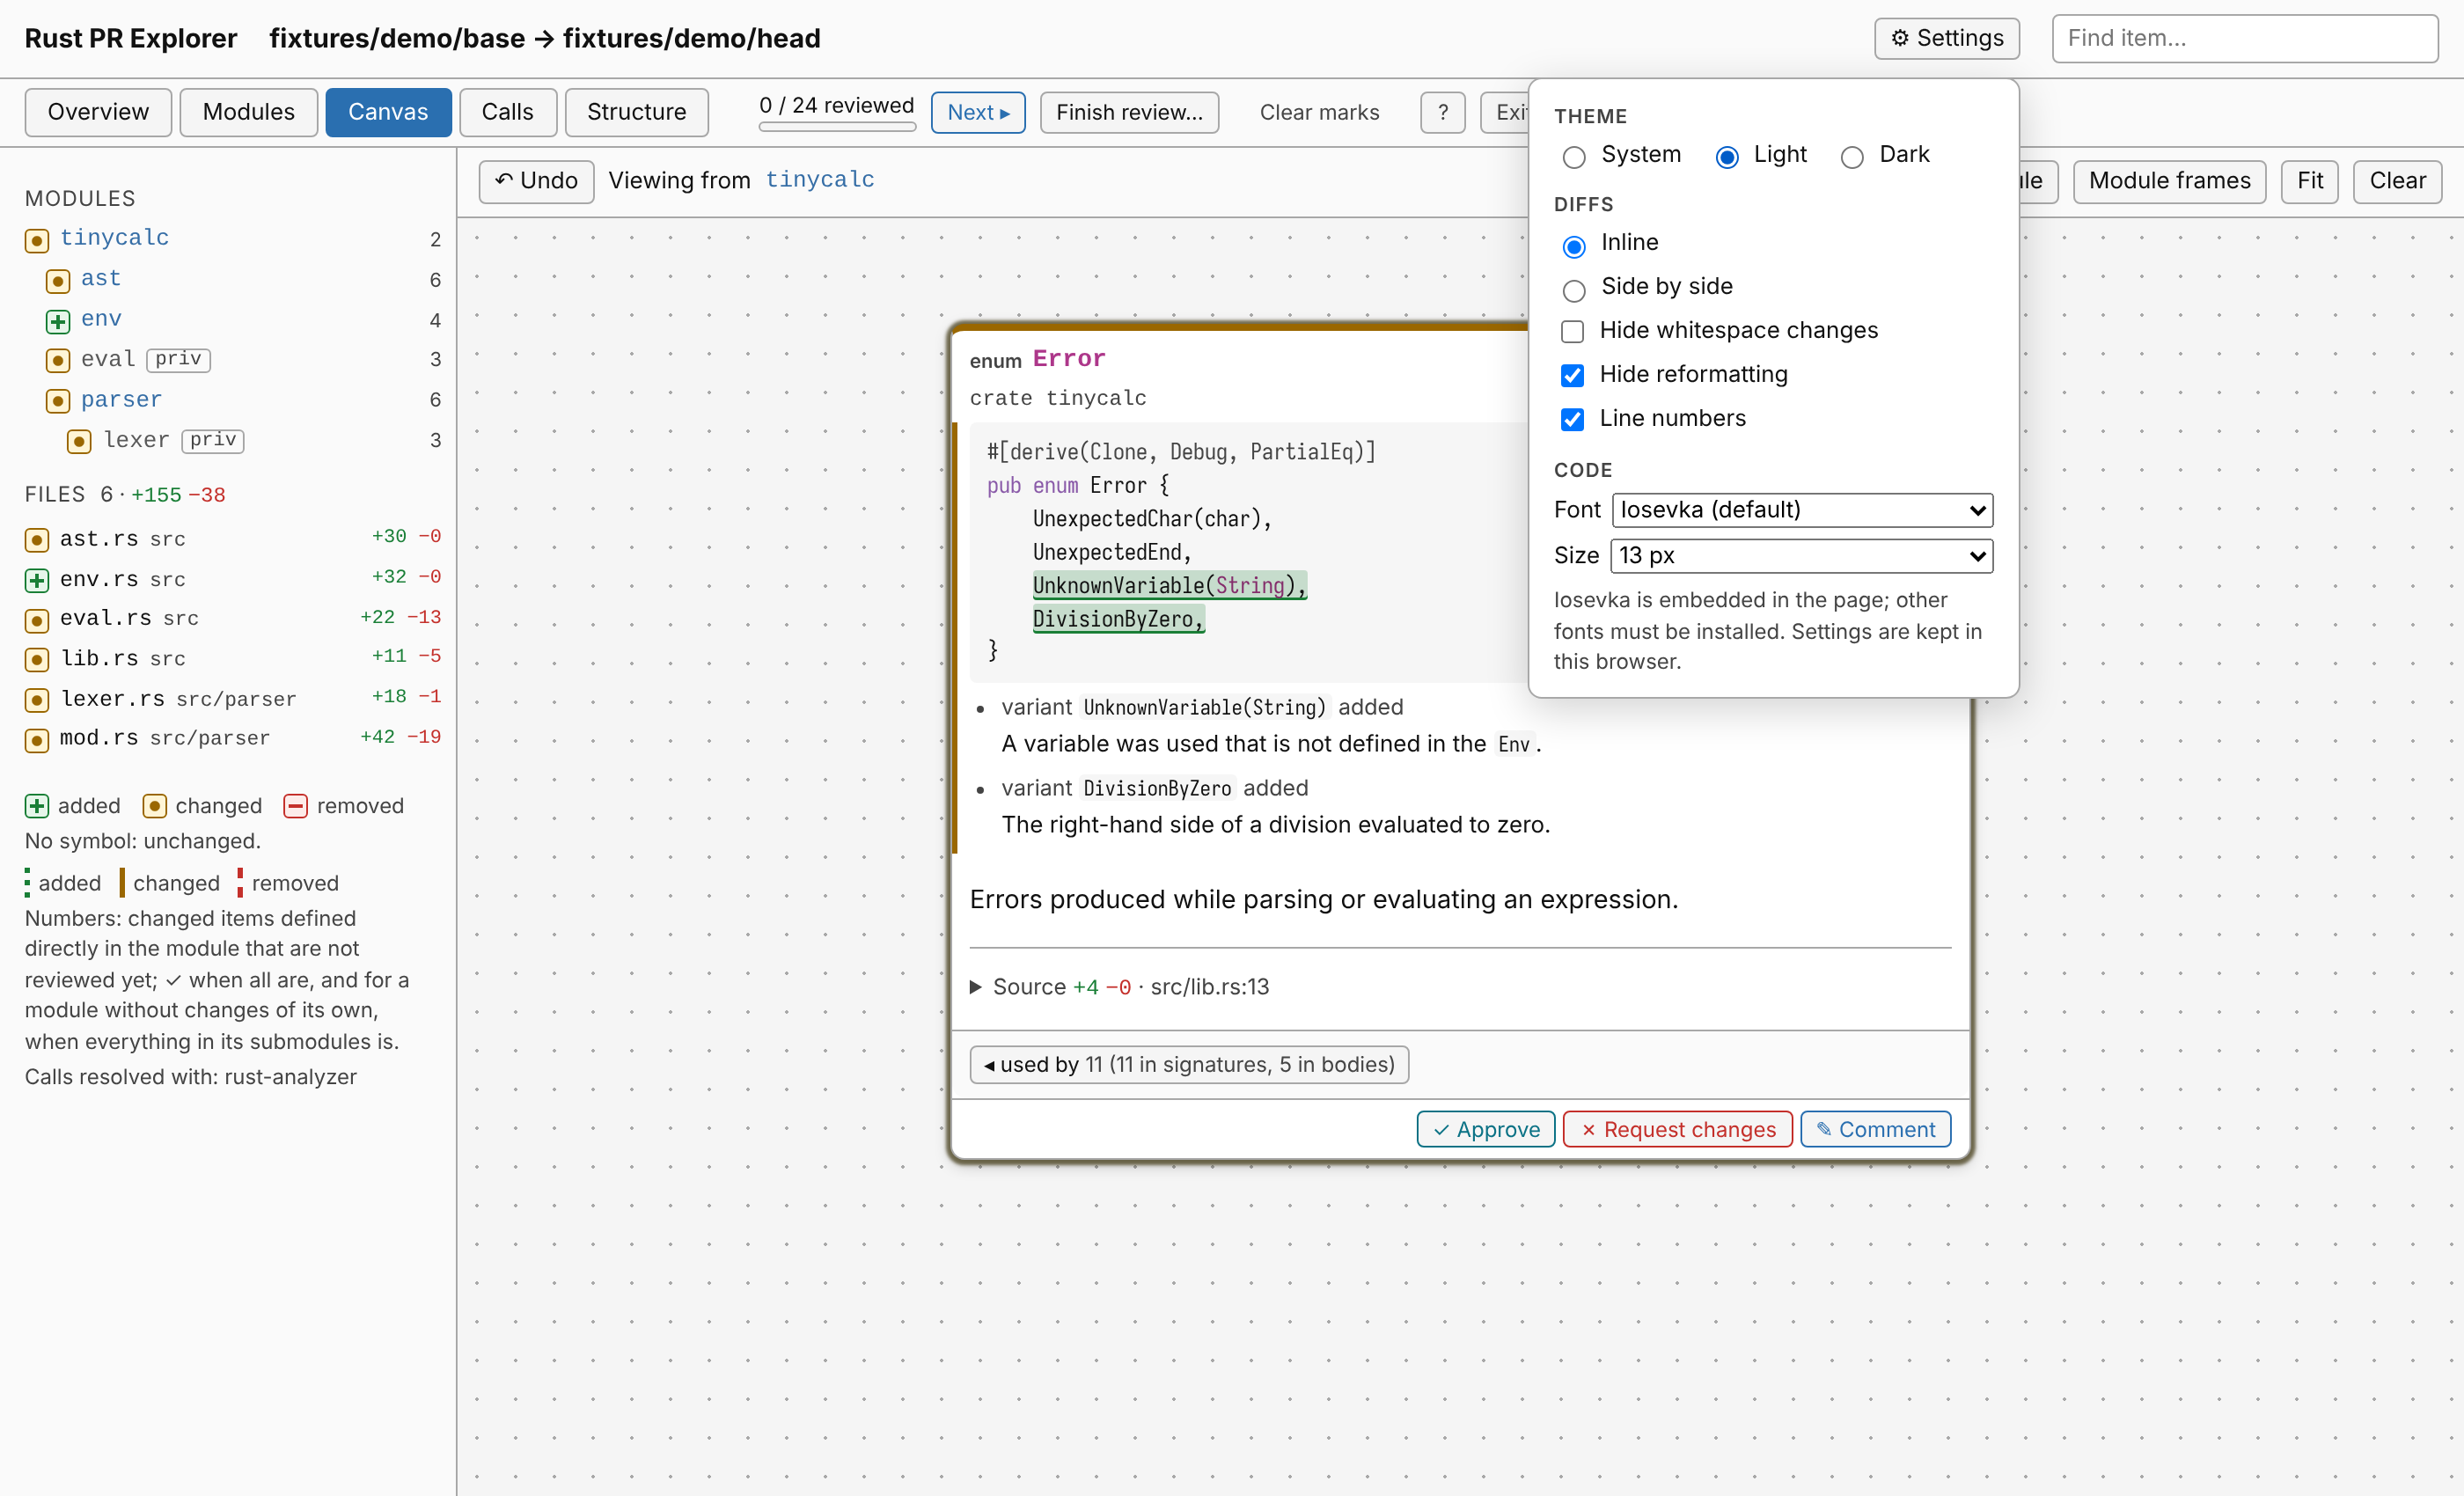 Rust PR Explorer fixtures/demo/base → fixtures/demo/head ⚙ Settings Find item...
Overview Modules Canvas Calls Structure 0 / 24 reviewed Next ▸ Finish review... Clear marks ?
↶ Undo Viewing from tinycalc Module frames Fit Clear
MODULES
tinycalc 2
ast 6
env 4
eval priv 3
parser 6
lexer priv 3
FILES 6 · +155 −38
ast.rs src +30 −0
env.rs src +32 −0
eval.rs src +22 −13
lib.rs src +11 −5
lexer.rs src/parser +18 −1
mod.rs src/parser +42 −19
added changed removed
No symbol: unchanged.
added changed removed
Numbers: changed items defined
directly in the module that are not
reviewed yet; ✓ when all are, and for a
module without changes of its own,
when everything in its submodules is.
Calls resolved with: rust-analyzer
enum Error
crate tinycalc
#[derive(Clone, Debug, PartialEq)]
pub enum Error {
UnexpectedChar(char),
UnexpectedEnd,
UnknownVariable(String),
DivisionByZero,
}
• variant UnknownVariable(String) added
A variable was used that is not defined in the Env.
• variant DivisionByZero added
The right-hand side of a division evaluated to zero.
Errors produced while parsing or evaluating an expression.
▶ Source +4 −0 · src/lib.rs:13
◂ used by 11 (11 in signatures, 5 in bodies)
✓ Approve × Request changes ✎ Comment
THEME
System Light Dark
DIFFS
Inline
Side by side
Hide whitespace changes
Hide reformatting
Line numbers
CODE
Font Iosevka (default)
Size 13 px
Iosevka is embedded in the page; other
fonts must be installed. Settings are kept in
this browser.